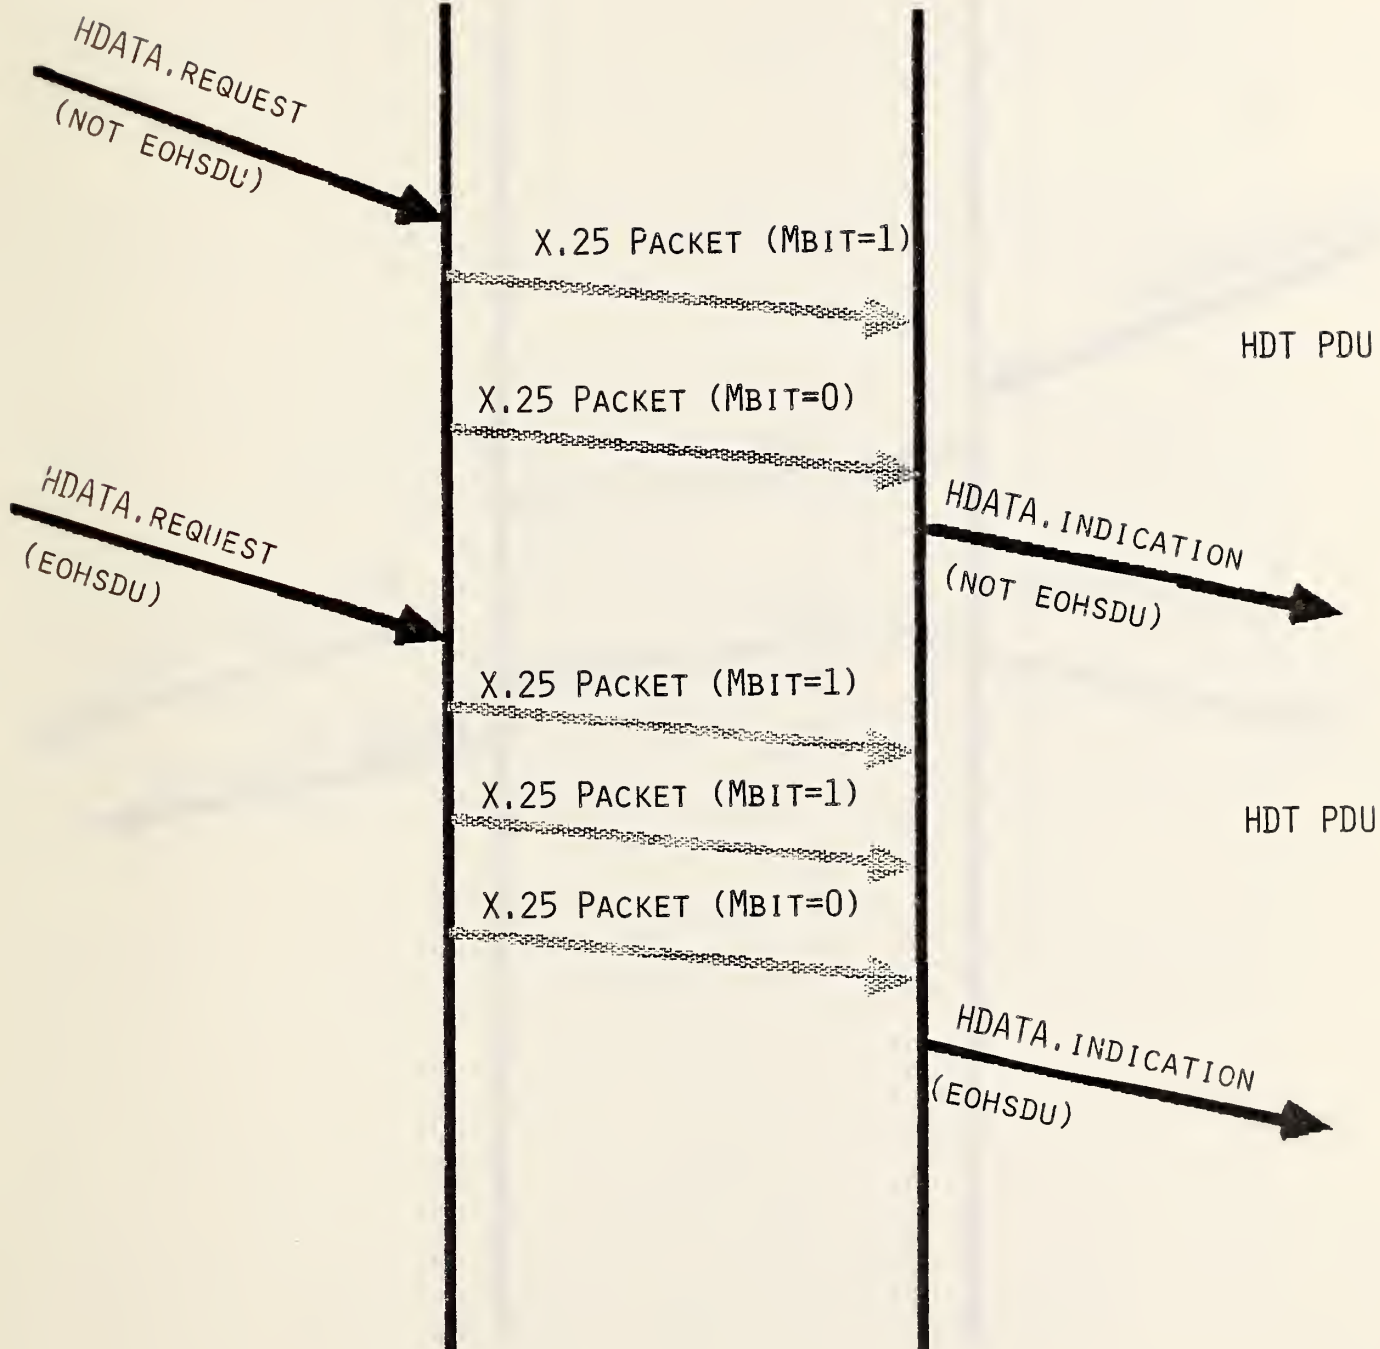 HDATA.REQUEST
(NOT EOHSDU)
X.25 PACKET (MBIT=1)
HDT PDU
X.25 PACKET (MBIT=0)
HDATA.REQUEST
(EOHSDU)
HDATA.INDICATION
(NOT EOHSDU)
X.25 PACKET (MBIT=1)
X.25 PACKET (MBIT=1)
HDT PDU
X.25 PACKET (MBIT=0)
HDATA.INDICATION
(EOHSDU)